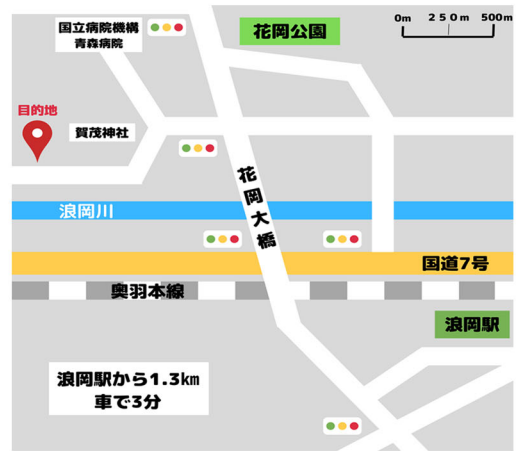 国立病院機構
青森病院
花岡公園
0m 250m 500m
目的地
賀茂神社
花岡大橋
浪岡川
国道7号
奥羽本線
浪岡駅
浪岡駅から1.3km
車で3分